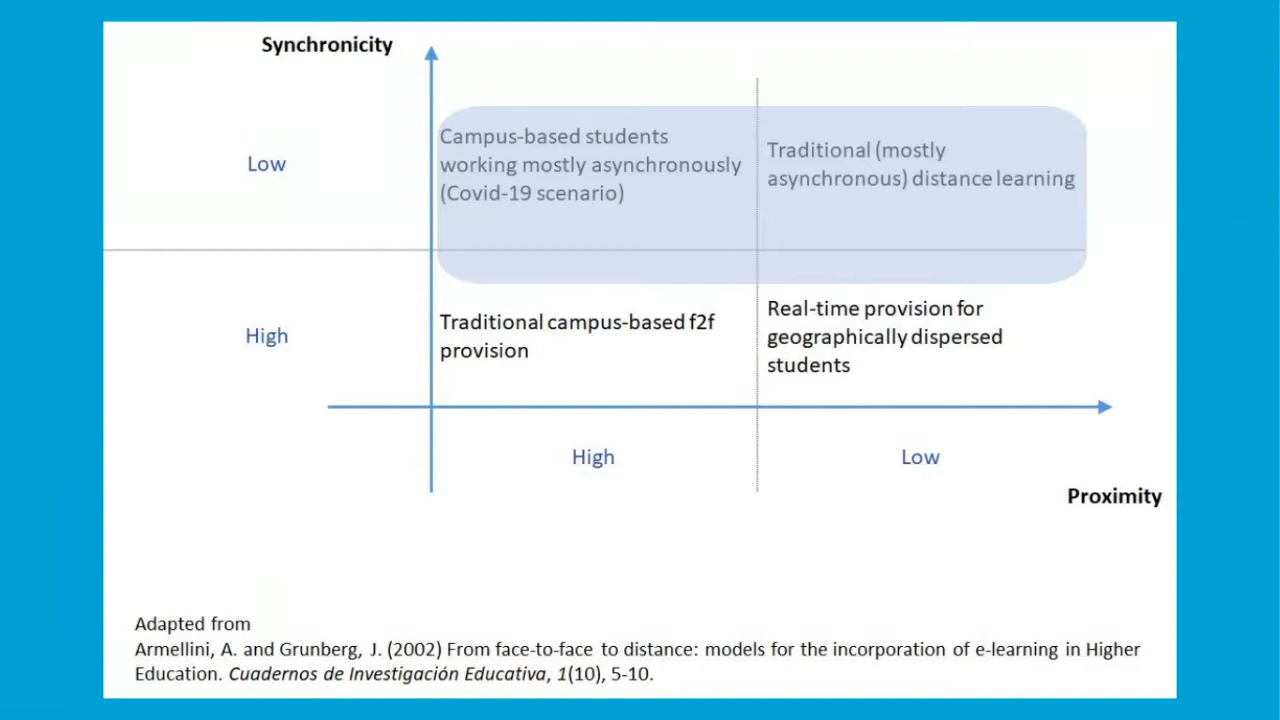 Synchronicity
Low
Campus-based students
working mostly asynchronously
(Covid-19 scenario)
Traditional (mostly
asynchronous) distance learning
High
Traditional campus-based f2f
provision
Real-time provision for
geographically dispersed
students
High
Low
Proximity
Adapted from
Armellini, A. and Grunberg, J. (2002) From face-to-face to distance: models for the incorporation of e-learning in Higher
Education. Cuadernos de Investigación Educativa, 1(10), 5-10.